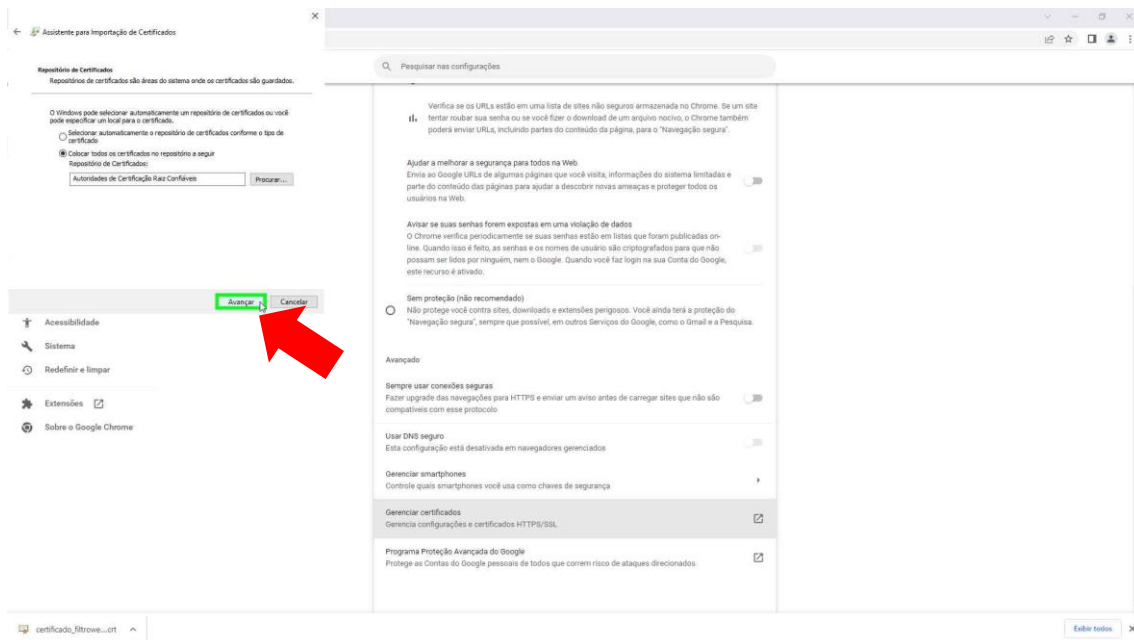 Assistente para Importação de Certificados
Repositório de Certificados
Repositórios de certificados são áreas do sistema onde os certificados são guardados.
O Windows pode selecionar automaticamente um repositório de certificados ou você
pode especificar um local para o certificado.
Selecionar automaticamente o repositório de certificados conforme o tipo de
certificado
Colocar todos os certificados no repositório a seguir
Repositório de Certificados:
Autoridades de Certificação Raiz Confiáveis
Procurar...
Avançar
Cancelar
Acessibilidade
Sistema
Redefinir e limpar
Extensões
Sobre o Google Chrome
Pesquisar nas configurações
Verifica se os URLs estão em uma lista de sites não seguros armazenada no Chrome. Se um site
tentar roubar sua senha ou se você fizer o download de um arquivo nocivo, o Chrome também
poderá enviar URLs, incluindo partes do conteúdo da página, para o "Navegação segura".
Ajudar a melhorar a segurança para todos na Web
Envia ao Google URLs de algumas páginas que você visita, informações do sistema limitadas e
parte do conteúdo das páginas para ajudar a descobrir novas ameaças e proteger todos os
usuários na Web.
Avisar se suas senhas forem expostas em uma violação de dados
O Chrome verifica periodicamente se suas senhas estão em listas que foram publicadas on-
line. Quando isso é feito, as senhas e os nomes de usuário são criptografados para que não
possam ser lidos por ninguém, nem o Google. Quando você faz login na sua Conta do Google,
este recurso é ativado.
Sem proteção (não recomendado)
Não protege você contra sites, downloads e extensões perigosos. Você ainda terá a proteção do
"Navegação segura", sempre que possível, em outros Serviços do Google, como o Gmail e a Pesquisa.
Avançado
Sempre usar conexões seguras
Fazer upgrade das navegações para HTTPS e enviar um aviso antes de carregar sites que não são
compatíveis com esse protocolo
Usar DNS seguro
Esta configuração está desativada em navegadores gerenciados
Gerenciar smartphones
Controle quais smartphones você usa como chaves de segurança
Gerenciar certificados
Gerencia configurações e certificados HTTPS/SSL
Programa Proteção Avançada do Google
Protege as Contas do Google pessoais de todos que correm risco de ataques direcionados.
certificado_filtrowe....crt
Exibir todos